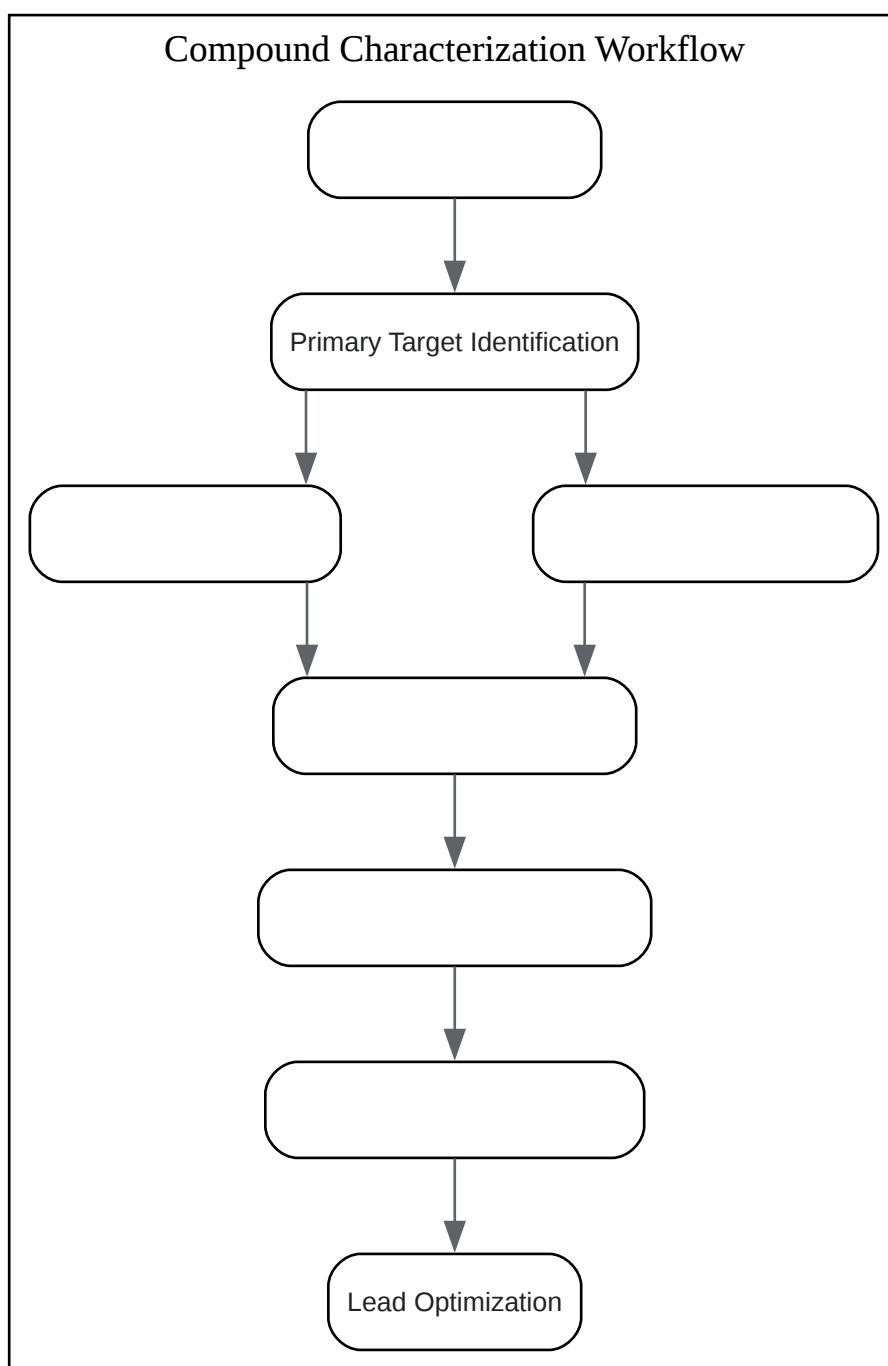 Compound Characterization Workflow
Primary Target Identification
Lead Optimization